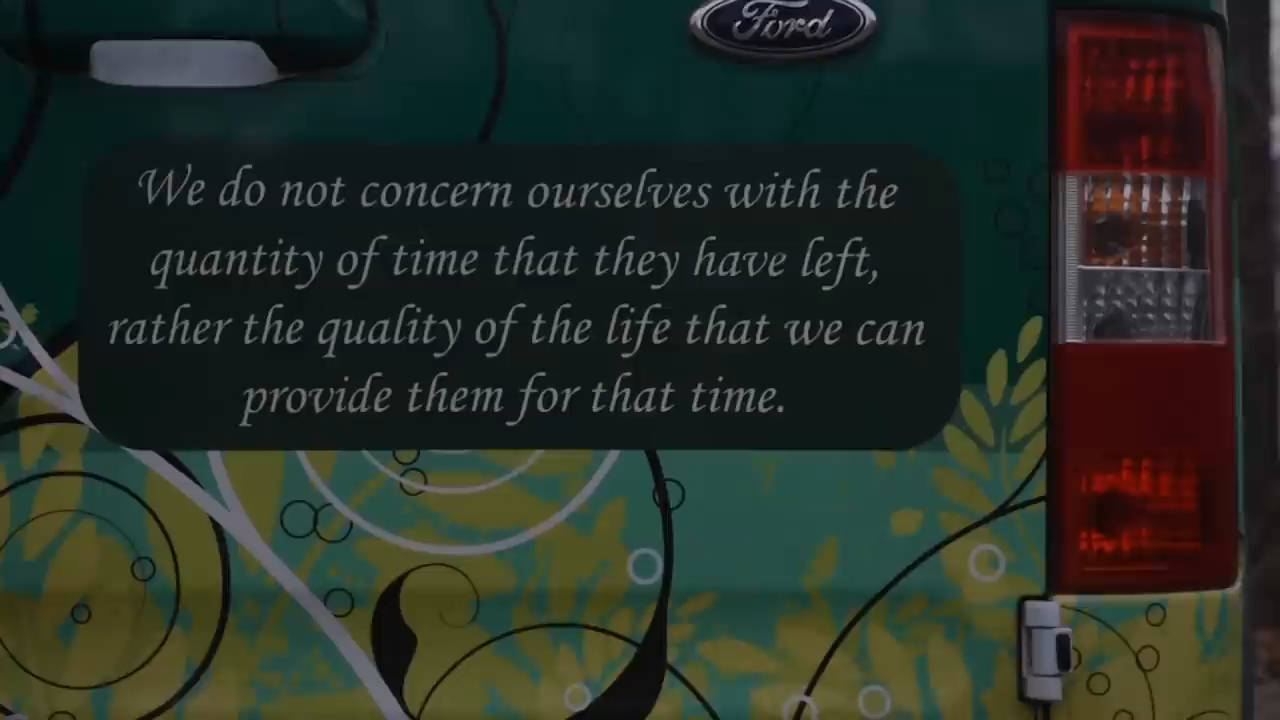 Ford
We do not concern ourselves with the
quantity of time that they have left,
rather the quality of the life that we can
provide them for that time.